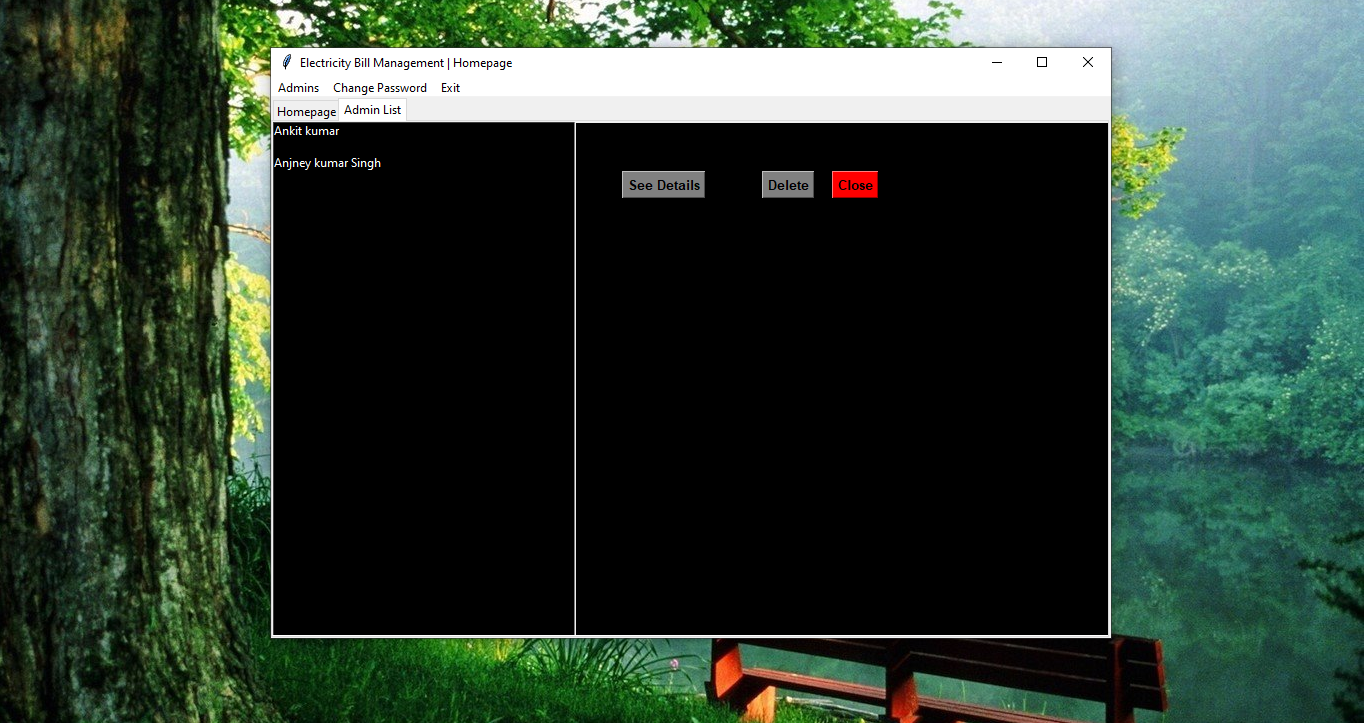 Electricity Bill Management | Homepage
Admins Change Password Exit
Homepage Admin List
Ankit kumar
Anjney kumar Singh
See Details Delete Close